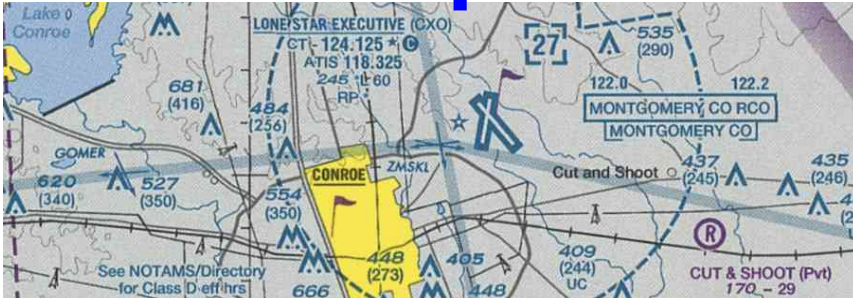 Lake
Conroe
LONE STAR EXECUTIVE (CXO)
CT - 124.125 ★ C
ATIS 118.325
245 L 60
RP
27
535
(290)
681
(416)
484
(256)
122.0 122.2
MONTGOMERY CO RCO
MONTGOMERY CO
GOMER
CONROE
ZMSKL
Cut and Shoot
437
(245)
435
(246)
620
(340)
527
(350)
554
(350)
448
(273)
405
409
(244)
UC
R
See NOTAMS/Directory
for Class D eff hrs
666
448
CUT & SHOOT (Pvt)
170 - 29